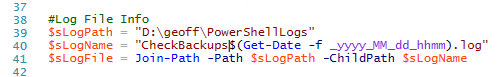 37
38 #Log File Info
39 $sLogPath = "D:\geoff\PowerShellLogs"
40 $sLogName = "CheckBackups$(Get-Date -f _yyyy_MM_dd_hhmm).log"
41 $sLogFile = Join-Path -Path $sLogPath -ChildPath $sLogName
42